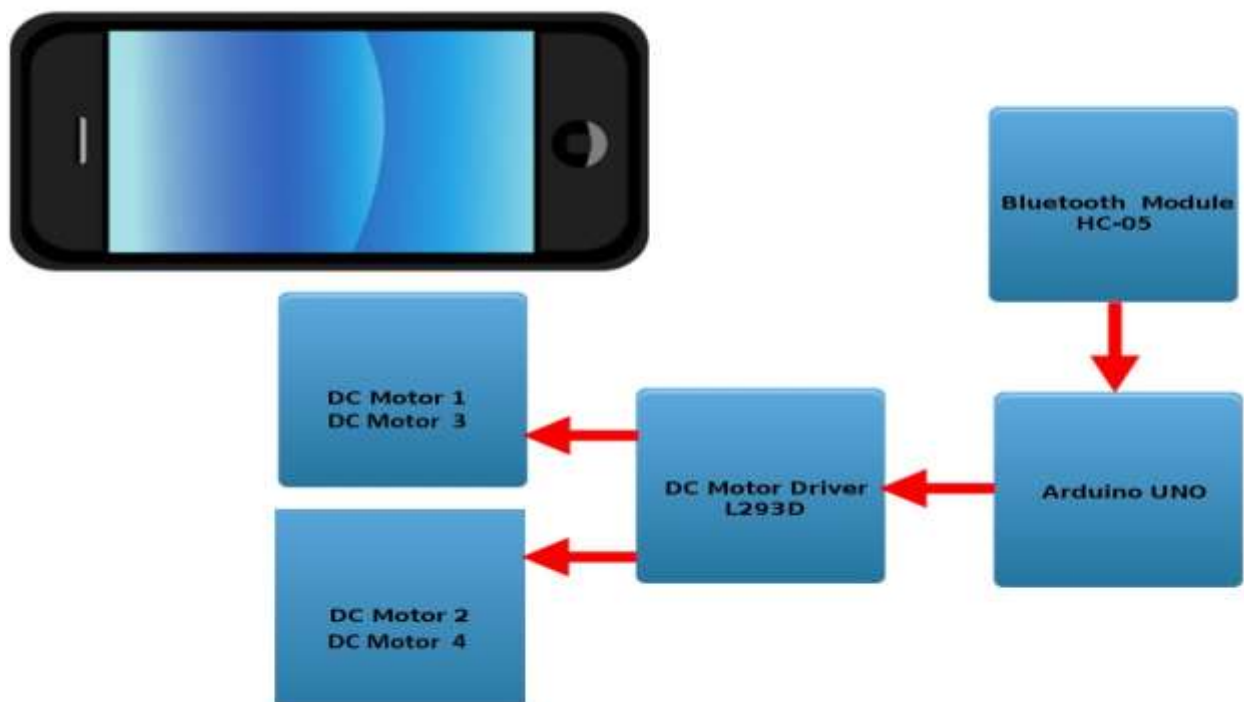 Bluetooth Module
HC-05
DC Motor 1
DC Motor 3
DC Motor Driver
L293D
Arduino UNO
DC Motor 2
DC Motor 4